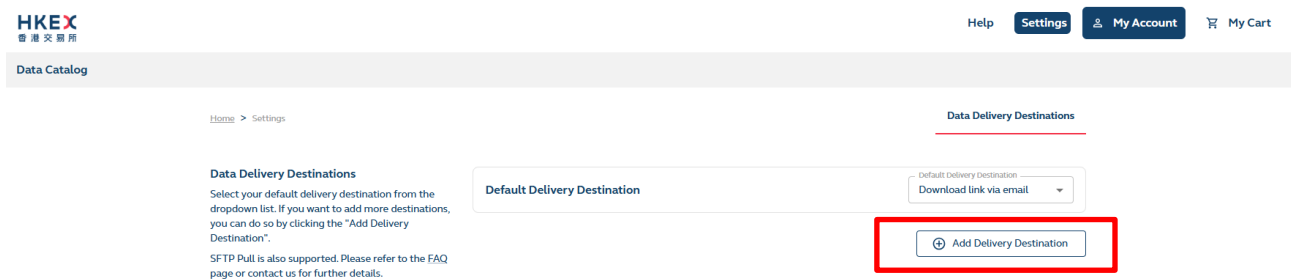 HKEX
香港交易所
Help Settings My Account My Cart
Data Catalog
Home > Settings
Data Delivery Destinations
Data Delivery Destinations
Select your default delivery destination from the
dropdown list. If you want to add more destinations,
you can do so by clicking the "Add Delivery
Destination".
SFTP Pull is also supported. Please refer to the FAQ
page or contact us for further details.
Default Delivery Destination
Default Delivery Destination
Download link via email
Add Delivery Destination